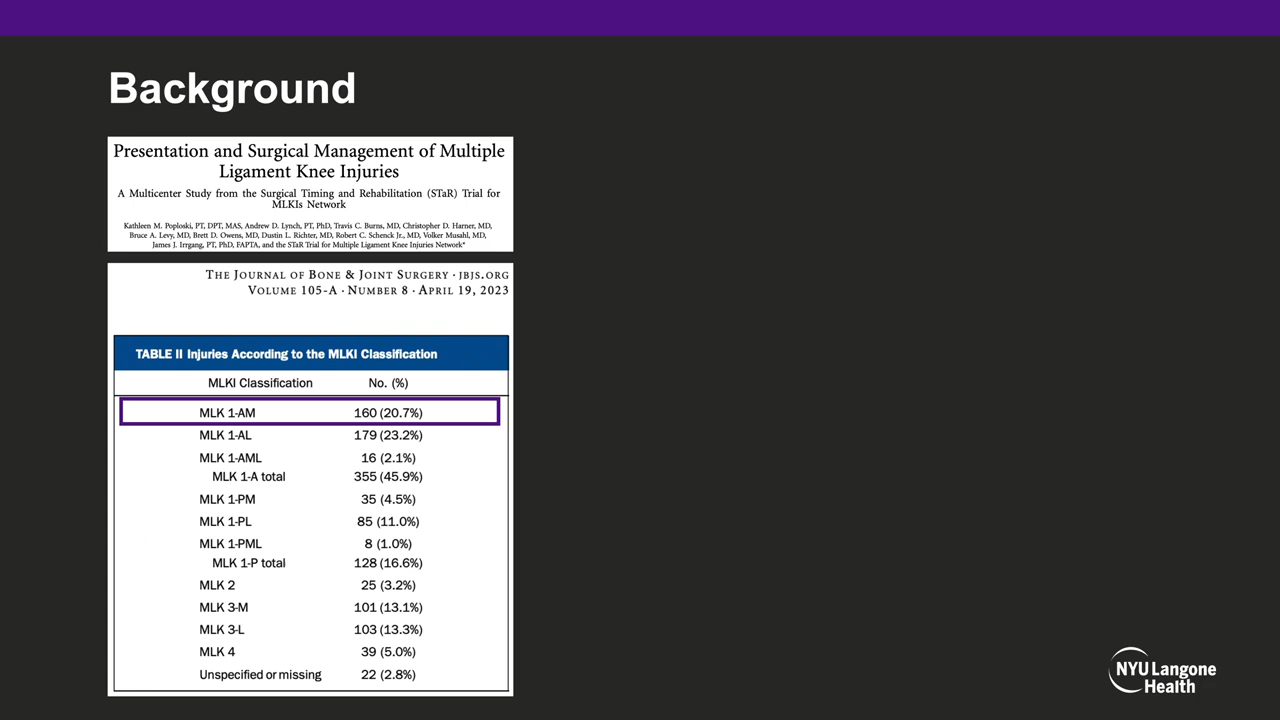 Background
Presentation and Surgical Management of Multiple
Ligament Knee Injuries
A Multicenter Study from the Surgical Timing and Rehabilitation (STaR) Trial for
MLKIs Network
Kathleen M. Poploski, PT, DPT, MAS, Andrew D. Lynch, PT, PhD, Travis C. Burns, MD, Christopher D. Harner, MD,
Bruce A. Levy, MD, Brett D. Owens, MD, Dustin L. Richter, MD, Robert C. Schenck Jr., MD, Volker Musahl, MD,
James J. Irrgang, PT, PhD, FAPTA, and the STaR Trial for Multiple Ligament Knee Injuries Network*
The Journal of Bone & Joint Surgery · jbjs.org
Volume 105-A · Number 8 · April 19, 2023
TABLE II Injuries According to the MLKI Classification
MLKI Classification No. (%)
MLK 1-AM 160 (20.7%)
MLK 1-AL 179 (23.2%)
MLK 1-AML 16 (2.1%)
MLK 1-A total 355 (45.9%)
MLK 1-PM 35 (4.5%)
MLK 1-PL 85 (11.0%)
MLK 1-PML 8 (1.0%)
MLK 1-P total 128 (16.6%)
MLK 2 25 (3.2%)
MLK 3-M 101 (13.1%)
MLK 3-L 103 (13.3%)
MLK 4 39 (5.0%)
Unspecified or missing 22 (2.8%)
NYU Langone
Health